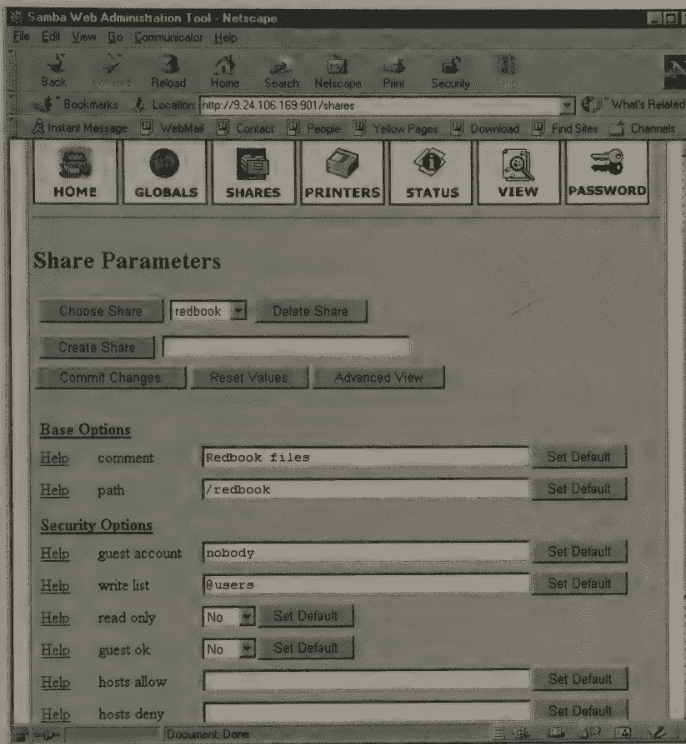 Samba Web Administration Tool - Netscape
File Edit View Go Communicator Help
Back Forward Reload Home Search Netscape Print Security
Bookmarks Location: http://9.24.106.169:901/shares What's Related
Instant Message WebMail Contact People Yellow Pages Download Find Sites Channels
HOME GLOBALS SHARES PRINTERS STATUS VIEW PASSWORD
Share Parameters
Choose Share redbook Delete Share
Create Share
Commit Changes Reset Values Advanced View
Base Options
Help comment Redbook files Set Default
Help path /redbook Set Default
Security Options
Help guest account nobody Set Default
Help write list @users Set Default
Help read only No Set Default
Help guest ok No Set Default
Help hosts allow Set Default
Help hosts deny Set Default
Document: Done